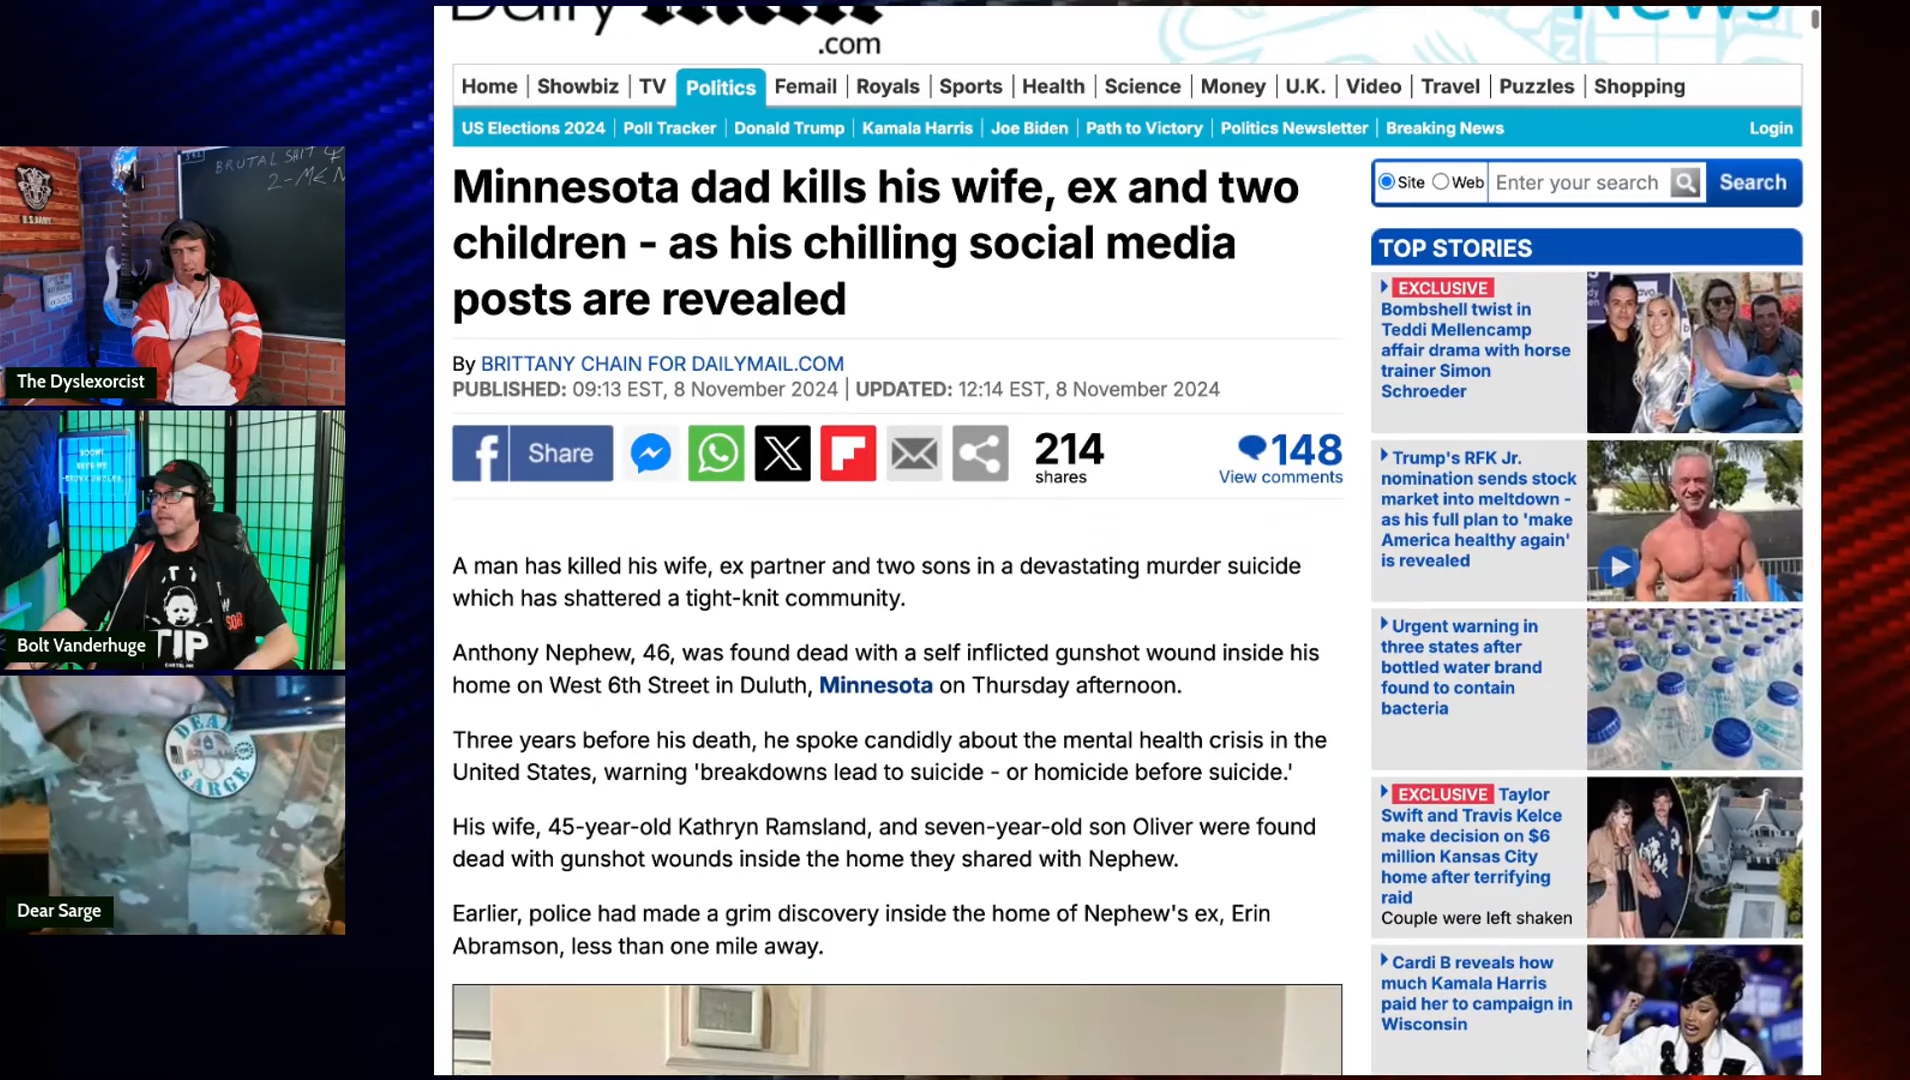 Daily Mail
.com
News
Home | Showbiz | TV | Politics | Femail | Royals | Sports | Health | Science | Money | U.K. | Video | Travel | Puzzles | Shopping
US Elections 2024 | Poll Tracker | Donald Trump | Kamala Harris | Joe Biden | Path to Victory | Politics Newsletter | Breaking News
Login
Minnesota dad kills his wife, ex and two
children - as his chilling social media
posts are revealed
By BRITTANY CHAIN FOR DAILYMAIL.COM
PUBLISHED: 09:13 EST, 8 November 2024 | UPDATED: 12:14 EST, 8 November 2024
Share
214
shares
148
View comments
A man has killed his wife, ex partner and two sons in a devastating murder suicide
which has shattered a tight-knit community.
Anthony Nephew, 46, was found dead with a self inflicted gunshot wound inside his
home on West 6th Street in Duluth, Minnesota on Thursday afternoon.
Three years before his death, he spoke candidly about the mental health crisis in the
United States, warning 'breakdowns lead to suicide - or homicide before suicide.'
His wife, 45-year-old Kathryn Ramsland, and seven-year-old son Oliver were found
dead with gunshot wounds inside the home they shared with Nephew.
Earlier, police had made a grim discovery inside the home of Nephew's ex, Erin
Abramson, less than one mile away.
Site Web Enter your search Search
TOP STORIES
EXCLUSIVE
Bombshell twist in
Teddi Mellencamp
affair drama with horse
trainer Simon
Schroeder
Trump's RFK Jr.
nomination sends stock
market into meltdown -
as his full plan to 'make
America healthy again'
is revealed
Urgent warning in
three states after
bottled water brand
found to contain
bacteria
EXCLUSIVE Taylor
Swift and Travis Kelce
make decision on $6
million Kansas City
home after terrifying
raid
Couple were left shaken
Cardi B reveals how
much Kamala Harris
paid her to campaign in
Wisconsin
BRUTAL SHIT
2-MEN
U.S. ARMY
The Dyslexorcist
TIP
Bolt Vanderhuge
DEAR
SARGE
Dear Sarge